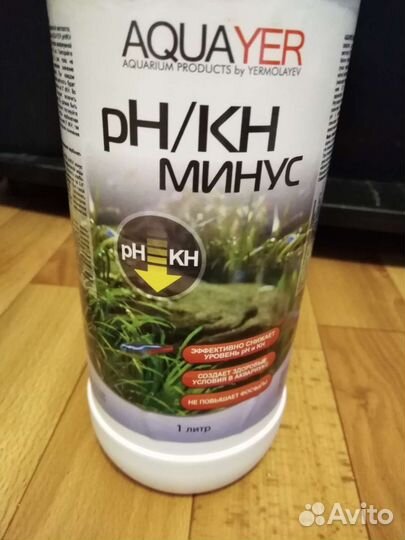 AQUAYER
AQUARIUM PRODUCTS by YERMOLAYEV
pH/KH
МИНУС
pH KH
ЭФФЕКТИВНО СНИЖАЕТ
УРОВЕНЬ pH и KH
СОЗДАЕТ ЗДОРОВЫЕ
УСЛОВИЯ В АКВАРИУМЕ
НЕ ПОВЫШАЕТ ФОСФАТЫ
1 литр
Avito